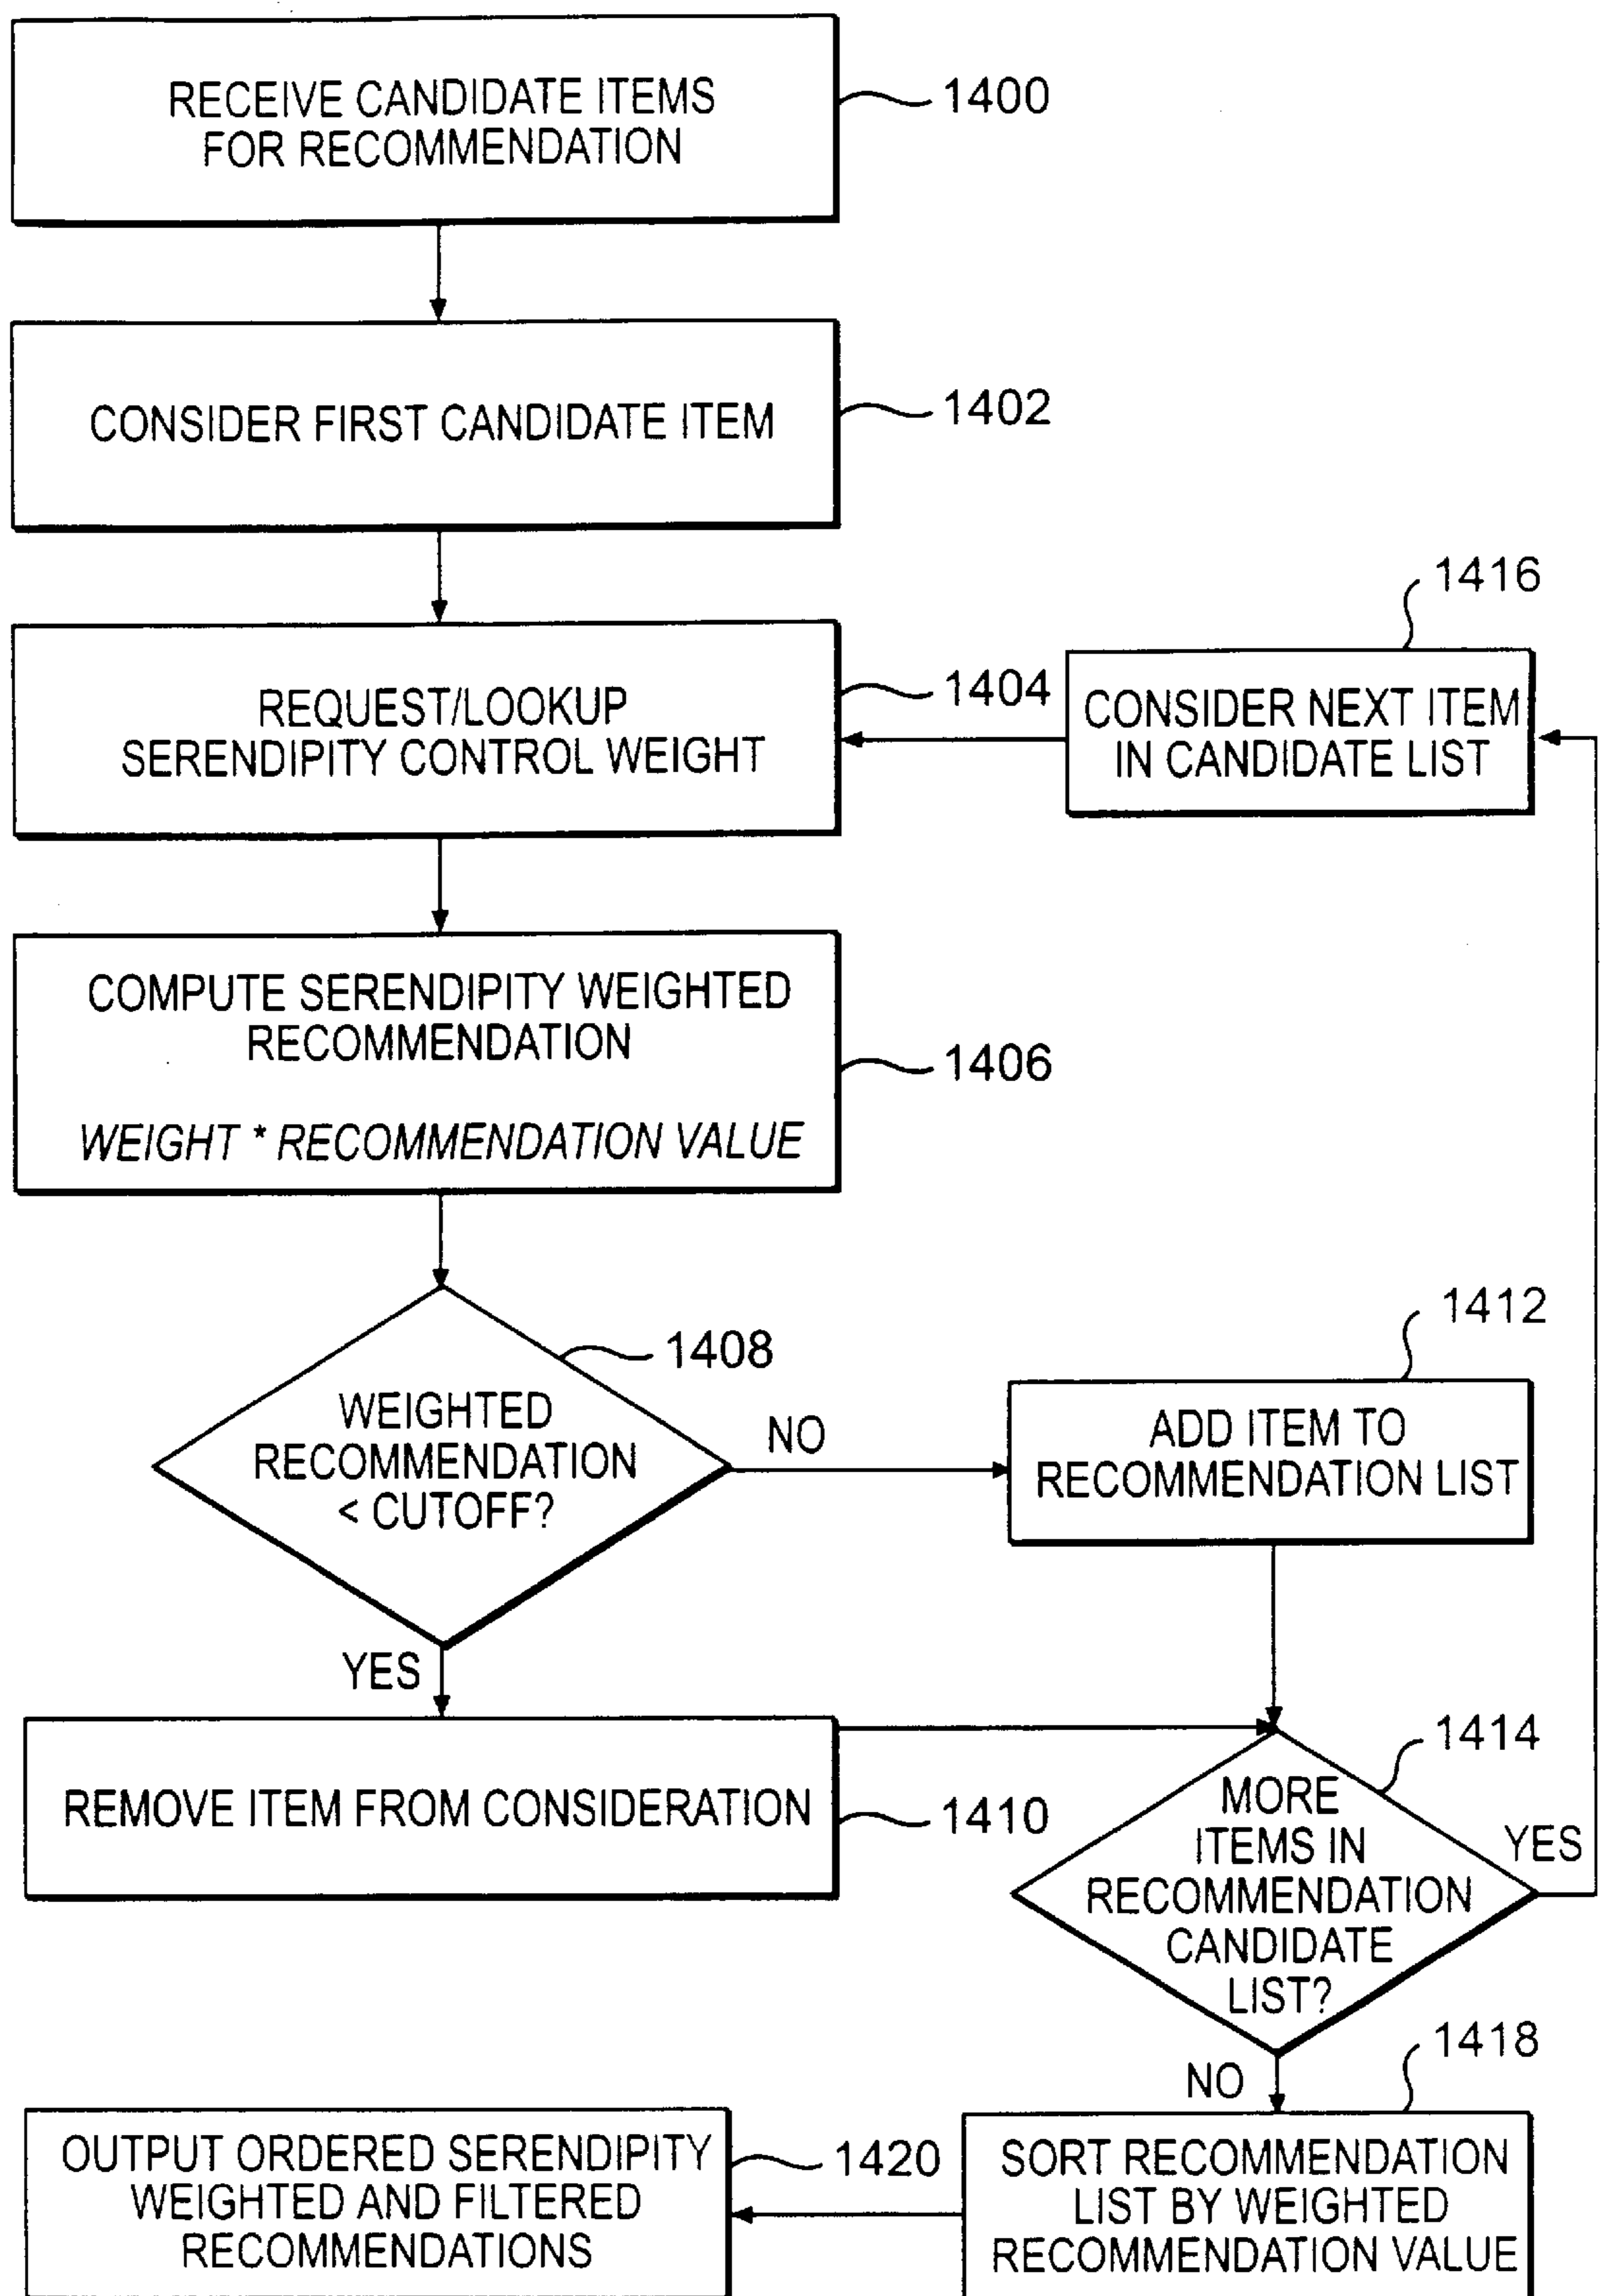 RECEIVE CANDIDATE ITEMS
FOR RECOMMENDATION
1400
CONSIDER FIRST CANDIDATE ITEM
1402
REQUEST/LOOKUP
SERENDIPITY CONTROL WEIGHT
1404
1416
CONSIDER NEXT ITEM
IN CANDIDATE LIST
COMPUTE SERENDIPITY WEIGHTED
RECOMMENDATION
WEIGHT * RECOMMENDATION VALUE
1406
1408
WEIGHTED
RECOMMENDATION
< CUTOFF?
NO
1412
ADD ITEM TO
RECOMMENDATION LIST
YES
REMOVE ITEM FROM CONSIDERATION
1410
1414
MORE
ITEMS IN
RECOMMENDATION
CANDIDATE
LIST?
YES
NO
1418
SORT RECOMMENDATION
LIST BY WEIGHTED
RECOMMENDATION VALUE
OUTPUT ORDERED SERENDIPITY
WEIGHTED AND FILTERED
RECOMMENDATIONS
1420